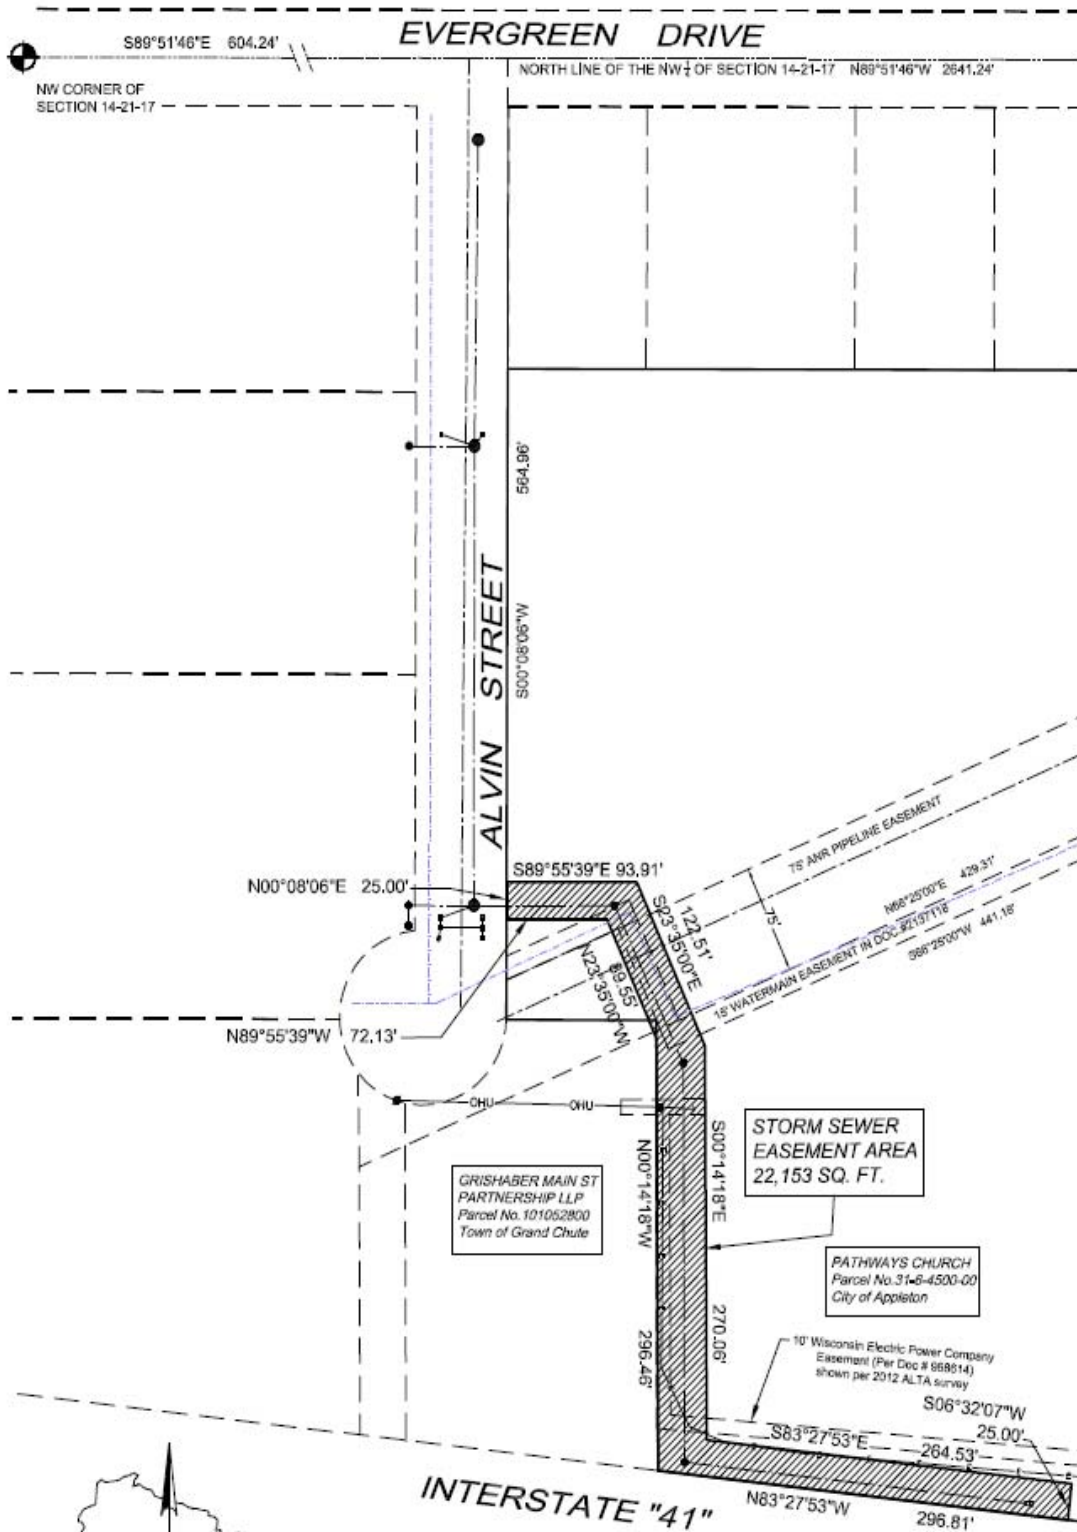 EVERGREEN DRIVE
S89°51'46"E 604.24'
NORTH LINE OF THE NW¼ OF SECTION 14-21-17 N89°51'46"W 2641.24'
NW CORNER OF
SECTION 14-21-17
564.96'
S00°08'06"W
ALVIN STREET
S89°55'39"E 93.91'
N00°08'06"E 25.00'
122.51'
S23°35'00"E
89.55'
N23°35'00"W
75' ANR PIPELINE EASEMENT
75'
N66°25'00"E 429.31'
15' WATERMAIN EASEMENT IN DOC #2137118
S66°25'00"W 441.18'
N89°55'39"W 72.13'
OHU
OHU
STORM SEWER
EASEMENT AREA
22,153 SQ. FT.
GRISHABER MAIN ST
PARTNERSHIP LLP
Parcel No.101052800
Town of Grand Chute
N00°14'18"W
296.46'
S00°14'18"E
270.06'
PATHWAYS CHURCH
Parcel No.31-6-4500-00
City of Appleton
10' Wisconsin Electric Power Company
Easement (Per Doc # 998614)
shown per 2012 ALTA survey
S06°32'07"W
25.00'
S83°27'53"E 264.53'
INTERSTATE "41"
N83°27'53"W 296.81'